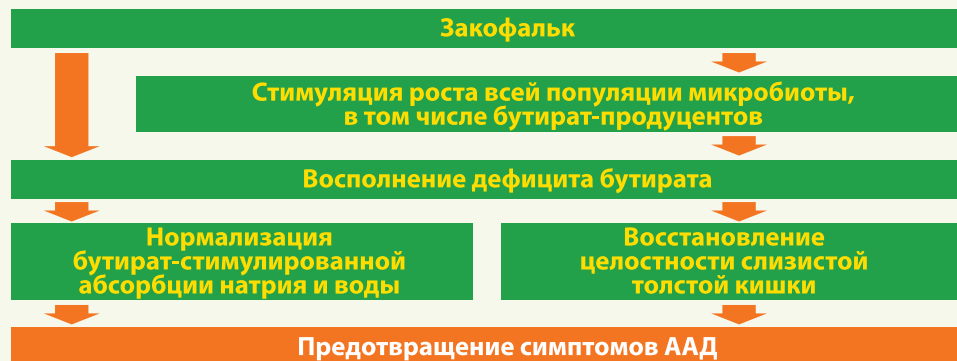 Закофальк
Стимуляция роста всей популяции микробиоты,
в том числе бутират-продуцентов
Восполнение дефицита бутирата
Нормализация
бутират-стимулированной
абсорбции натрия и воды
Восстановление
целостности слизистой
толстой кишки
Предотвращение симптомов ААД